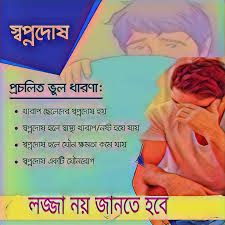 স্বপ্নদোষ
প্রচলিত ভুল ধারণা:
খারাপ ছেলেদের স্বপ্নদোষ হয়
স্বপ্নদোষ হলে স্বাস্থ্য খারাপ/নষ্ট হয়ে যায়
স্বপ্নদোষ হলে যৌন ক্ষমতা কমে যায়
স্বপ্নদোষ একটি যৌনরোগ
লজ্জা নয় জানতে হবে